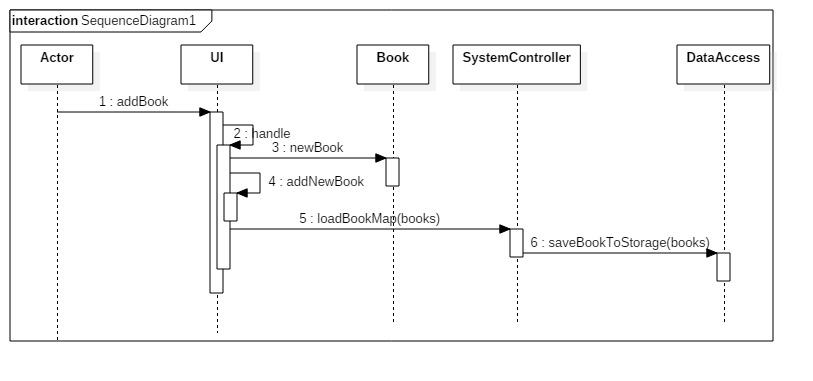 interaction SequenceDiagram1
Actor
UI
Book
SystemController
DataAccess
1 : addBook
2 : handle
3 : newBook
4 : addNewBook
5 : loadBookMap(books)
6 : saveBookToStorage(books)